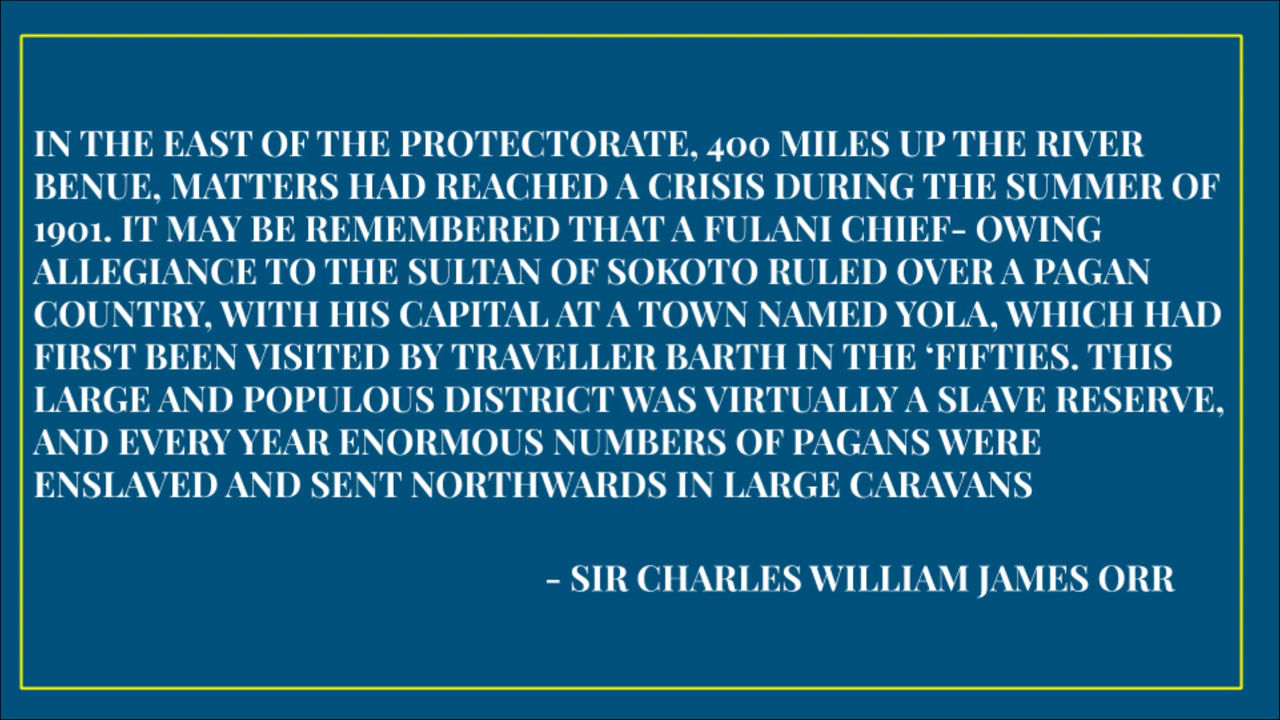 IN THE EAST OF THE PROTECTORATE, 400 MILES UP THE RIVER
BENUE, MATTERS HAD REACHED A CRISIS DURING THE SUMMER OF
1901. IT MAY BE REMEMBERED THAT A FULANI CHIEF- OWING
ALLEGIANCE TO THE SULTAN OF SOKOTO RULED OVER A PAGAN
COUNTRY, WITH HIS CAPITAL AT A TOWN NAMED YOLA, WHICH HAD
FIRST BEEN VISITED BY TRAVELLER BARTH IN THE ‘FIFTIES. THIS
LARGE AND POPULOUS DISTRICT WAS VIRTUALLY A SLAVE RESERVE,
AND EVERY YEAR ENORMOUS NUMBERS OF PAGANS WERE
ENSLAVED AND SENT NORTHWARDS IN LARGE CARAVANS
- SIR CHARLES WILLIAM JAMES ORR